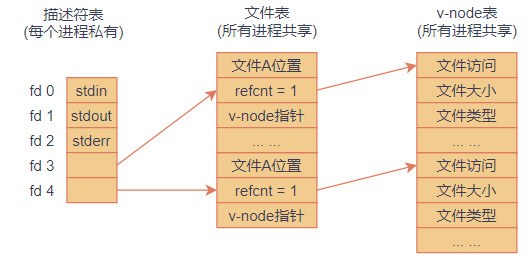 描述符表
(每个进程私有)
fd 0 stdin
fd 1 stdout
fd 2 stderr
fd 3
fd 4
文件表
(所有进程共享)
文件A位置
refcnt = 1
v-node指针
... ...
文件A位置
refcnt = 1
v-node指针
v-node表
(所有进程共享)
文件访问
文件大小
文件类型
... ...
文件访问
文件大小
文件类型
... ...